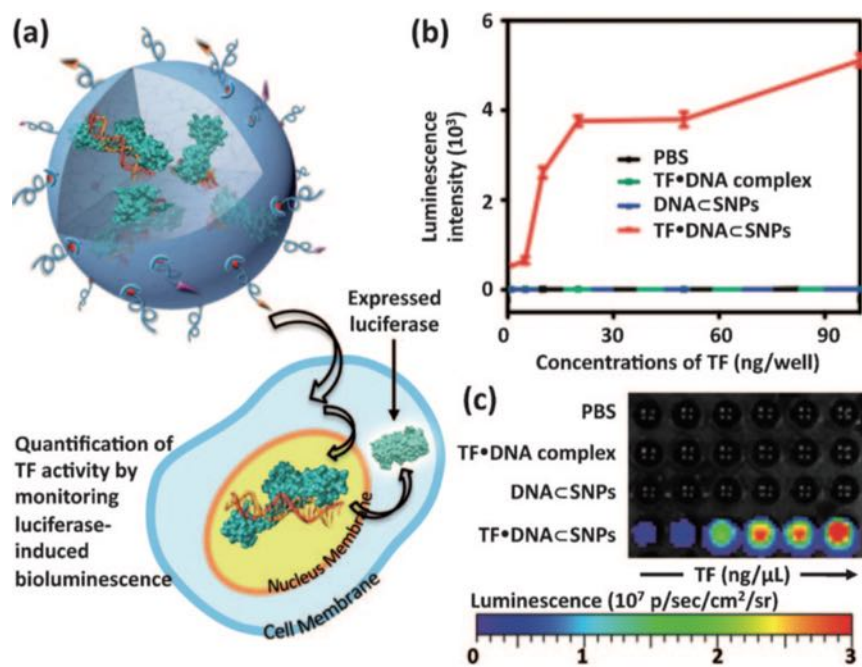 (a)
Expressed
luciferase
Quantification of
TF activity by
monitoring
luciferase-
induced
bioluminescence
Nucleus Membrane
Cell Membrane
(b)
Luminescence
intensity (10³)
6
4
2
0
PBS
TF•DNA complex
DNA⊂SNPs
TF•DNA⊂SNPs
0 30 60 90
Concentrations of TF (ng/well)
(c)
PBS
TF•DNA complex
DNA⊂SNPs
TF•DNA⊂SNPs
TF (ng/μL)
Luminescence (10⁷ p/sec/cm²/sr)
0 1 2 3